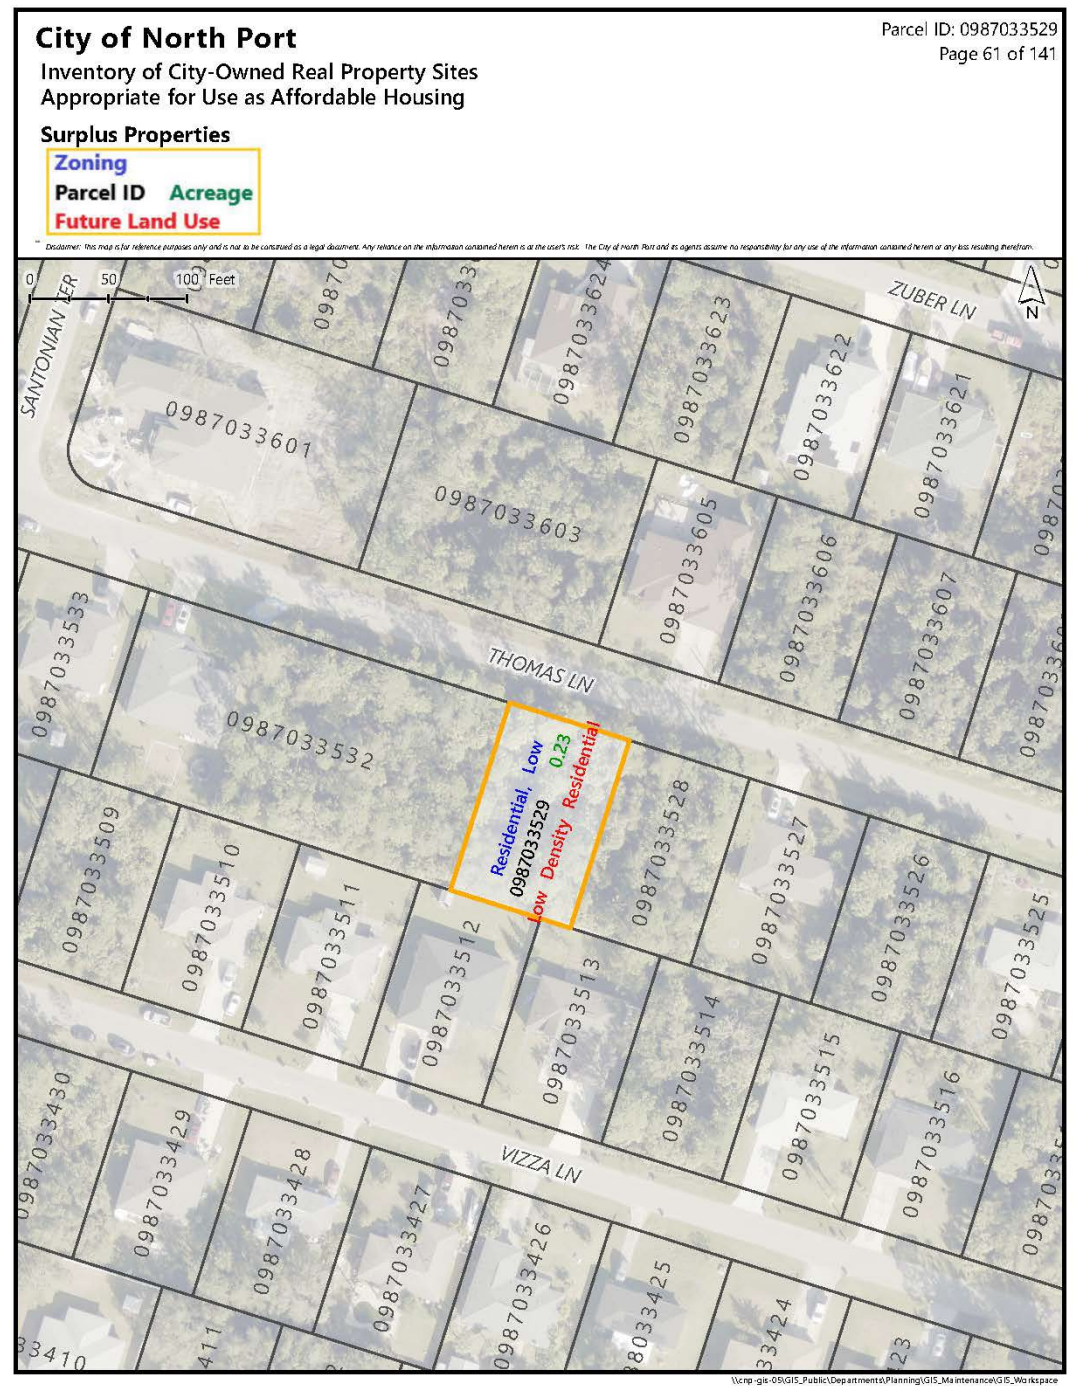 City of North Port
Inventory of City-Owned Real Property Sites
Appropriate for Use as Affordable Housing
Parcel ID: 0987033529
Page 61 of 141
Surplus Properties
Zoning
Parcel ID Acreage
Future Land Use
Disclaimer: This map is for reference purposes only and is not to be construed as a legal document. Any reliance on the information contained herein is at the user's risk. The City of North Port and its agents assume no responsibility for any use of the information contained herein or any loss resulting therefrom.
0 50 100 Feet
N
SANTONIAN TER
ZUBER LN
0987033624
0987033623
0987033622
0987033621
0987033601
0987033603
0987033605
0987033606
0987033607
THOMAS LN
0987033533
0987033532
Residential, Low
0987033529
0.23
Low Density Residential
0987033528
0987033527
0987033526
0987033525
0987033509
0987033510
0987033511
0987033512
0987033513
0987033514
0987033515
0987033516
VIZZA LN
0987033430
0987033429
0987033428
0987033427
0987033426
33410
\\cnp-gis-05\GIS_Public\Departments\Planning\GIS_Maintenance\GIS_Workspace